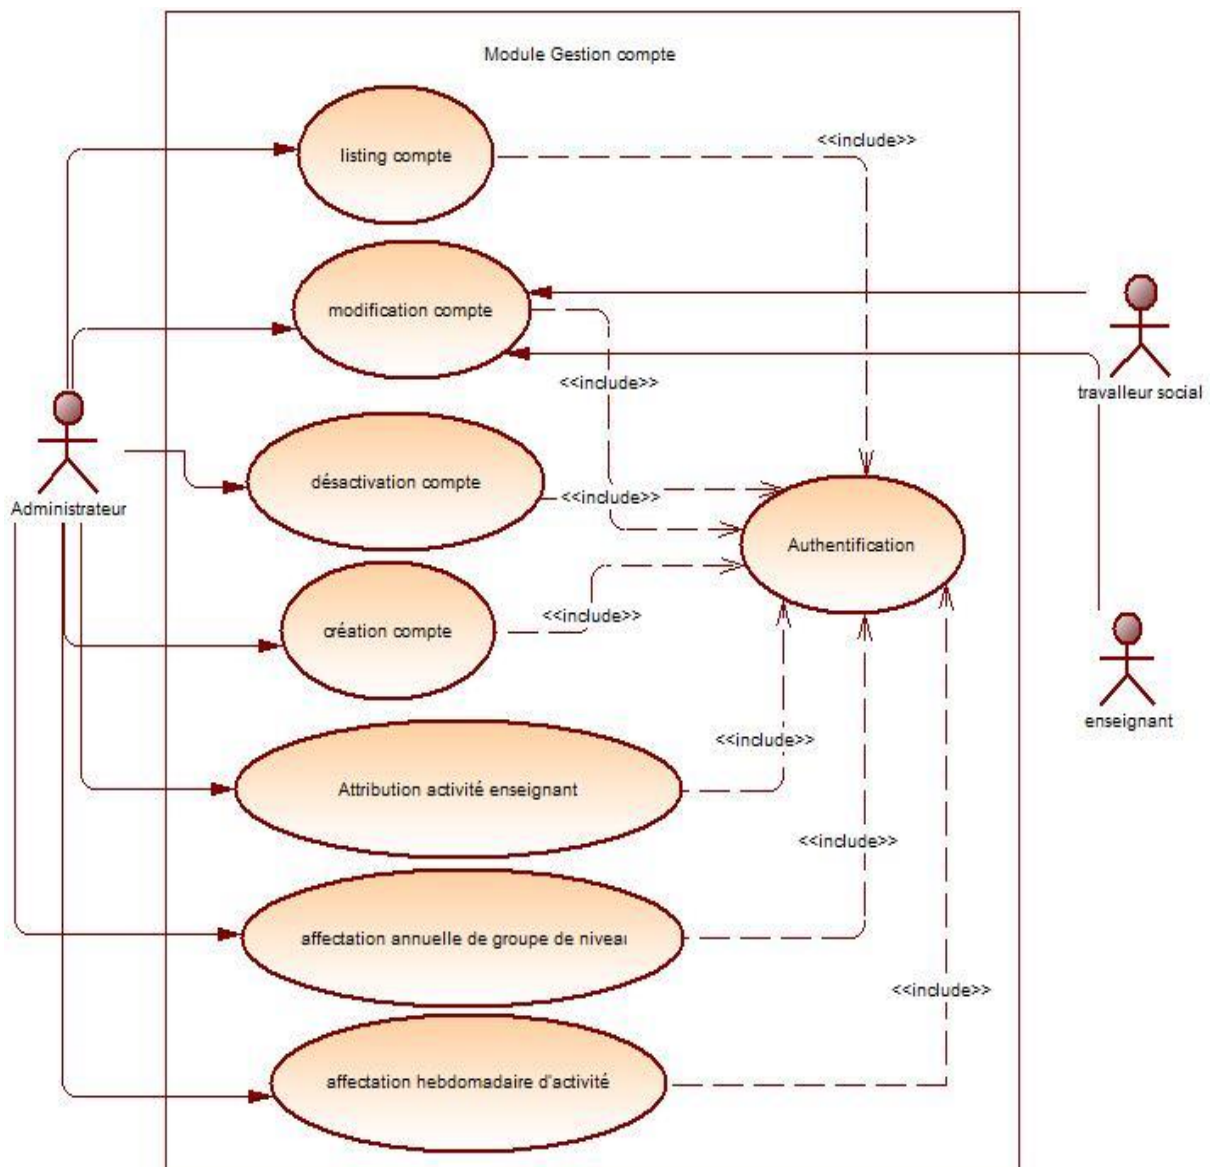 Module Gestion compte
<<include>>
listing compte
modification compte
<<include>>
travalleur social
désactivation compte
<<include>>
Administrateur
Authentification
<<include>>
création compte
enseignant
<<include>>
Attribution activité enseignant
<<include>>
affectation annuelle de groupe de niveau
<<include>>
affectation hebdomadaire d'activité